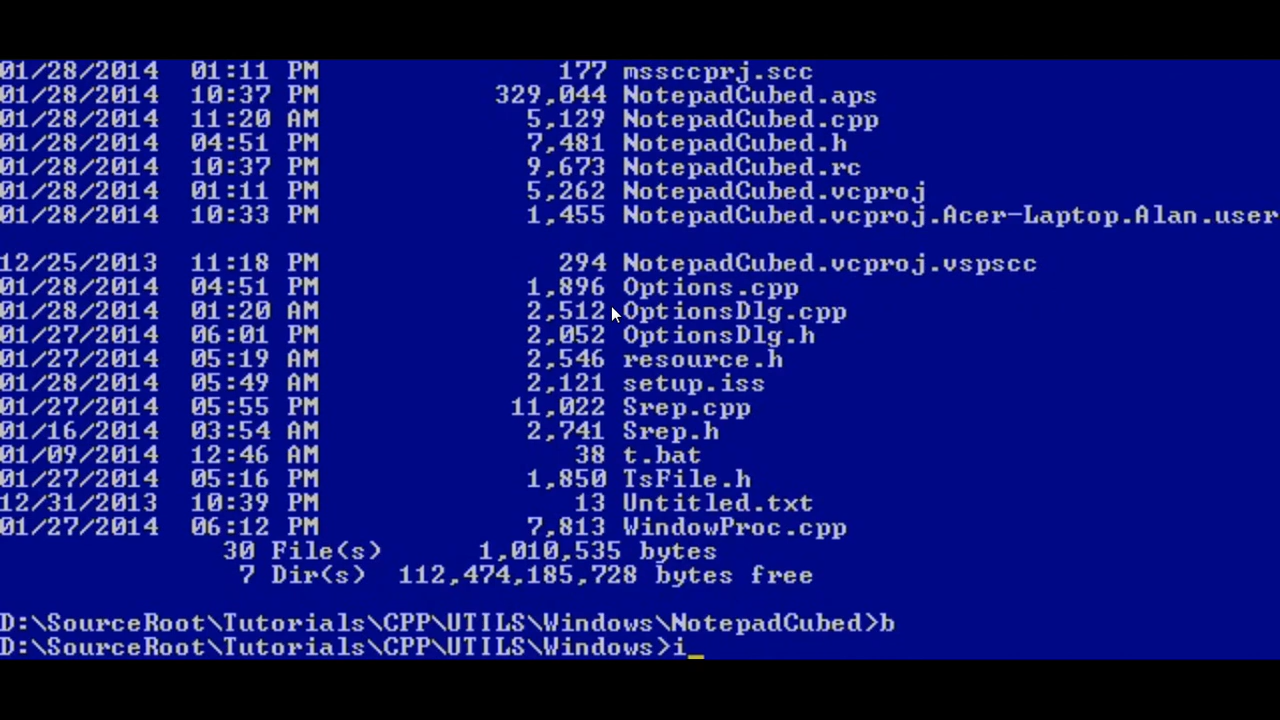 01/28/2014  01:11 PM               177 mssccprj.scc
01/28/2014  10:37 PM           329,044 NotepadCubed.aps
01/28/2014  11:20 AM             5,129 NotepadCubed.cpp
01/28/2014  04:51 PM             7,481 NotepadCubed.h
01/28/2014  10:37 PM             9,673 NotepadCubed.rc
01/28/2014  01:11 PM             5,262 NotepadCubed.vcproj
01/28/2014  10:33 PM             1,455 NotepadCubed.vcproj.Acer-Laptop.Alan.user
12/25/2013  11:18 PM               294 NotepadCubed.vcproj.vspscc
01/28/2014  04:51 PM             1,896 Options.cpp
01/28/2014  01:20 AM             2,512 OptionsDlg.cpp
01/27/2014  06:01 PM             2,052 OptionsDlg.h
01/27/2014  05:19 AM             2,546 resource.h
01/28/2014  05:49 AM             2,121 setup.iss
01/27/2014  05:55 PM            11,022 Srep.cpp
01/16/2014  03:54 AM             2,741 Srep.h
01/09/2014  12:46 AM                38 t.bat
01/27/2014  05:16 PM             1,850 TsFile.h
12/31/2013  10:39 PM                13 Untitled.txt
01/27/2014  06:12 PM             7,813 WindowProc.cpp
30 File(s)      1,010,535 bytes
7 Dir(s)  112,474,185,728 bytes free
D:\SourceRoot\Tutorials\CPP\UTILS\Windows\NotepadCubed>b
D:\SourceRoot\Tutorials\CPP\UTILS\Windows>i_